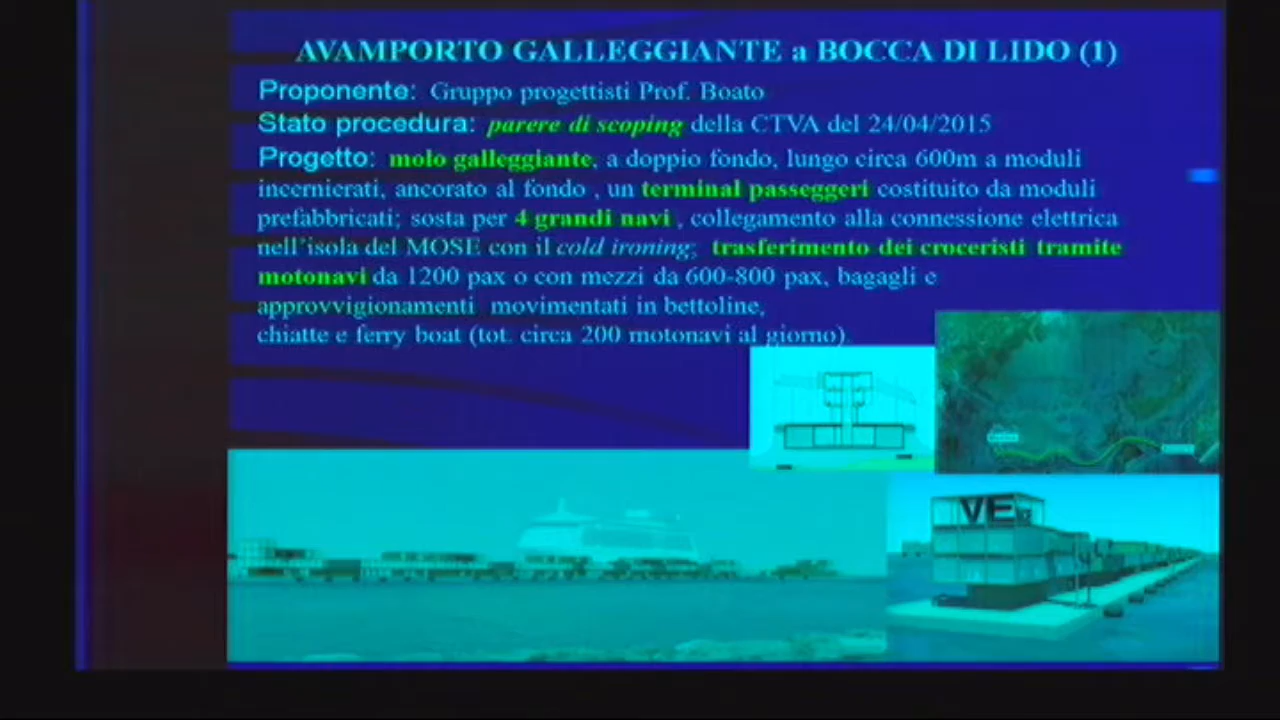 AVAMPORTO GALLEGGIANTE a BOCCA DI LIDO (1)
Proponente: Gruppo progettisti Prof. Boato
Stato procedura: parere di scoping della CTVA del 24/04/2015
Progetto: molo galleggiante, a doppio fondo, lungo circa 600m a moduli
incernierati, ancorato al fondo , un terminal passeggeri costituito da moduli
prefabbricati; sosta per 4 grandi navi , collegamento alla connessione elettrica
nell'isola del MOSE con il cold ironing; trasferimento dei croceristi tramite
motonavi da 1200 pax o con mezzi da 600-800 pax, bagagli e
approvvigionamenti movimentati in bettoline,
chiatte e ferry boat (tot. circa 200 motonavi al giorno)
VE